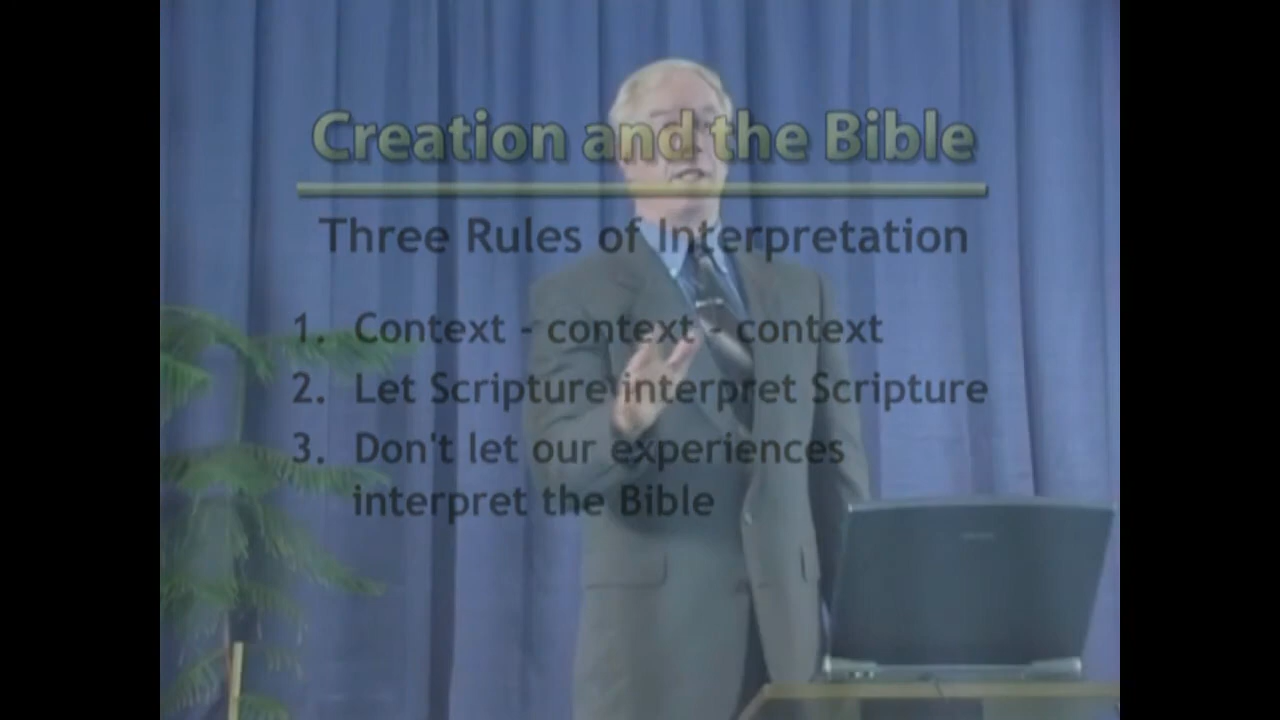 Creation and the Bible
Three Rules of Interpretation
1. Context - context - context
2. Let Scripture interpret Scripture
3. Don't let our experiences
interpret the Bible